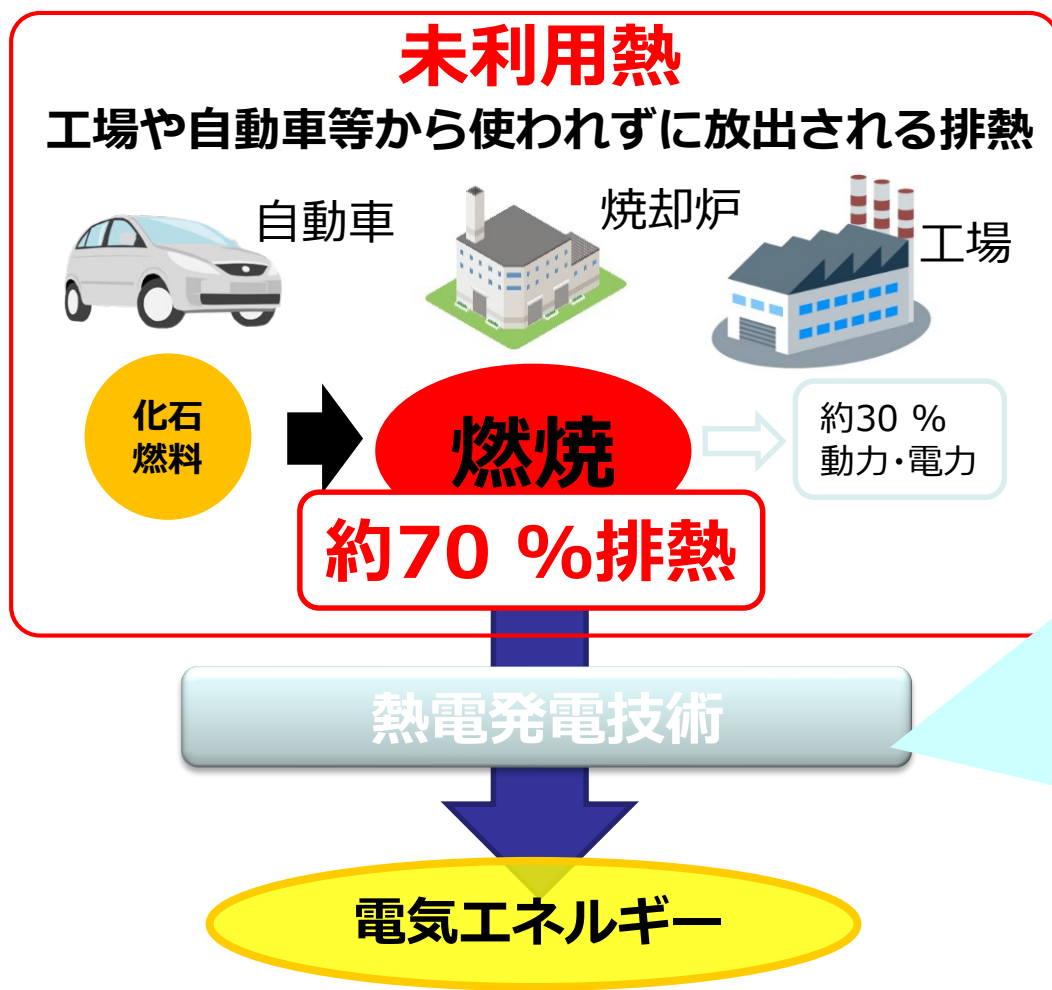 未利用熱
工場や自動車等から使われずに放出される排熱
自動車
焼却炉
工場
化石
燃料
燃焼
約30 %
動力・電力
約70 %排熱
熱電発電技術
電気エネルギー